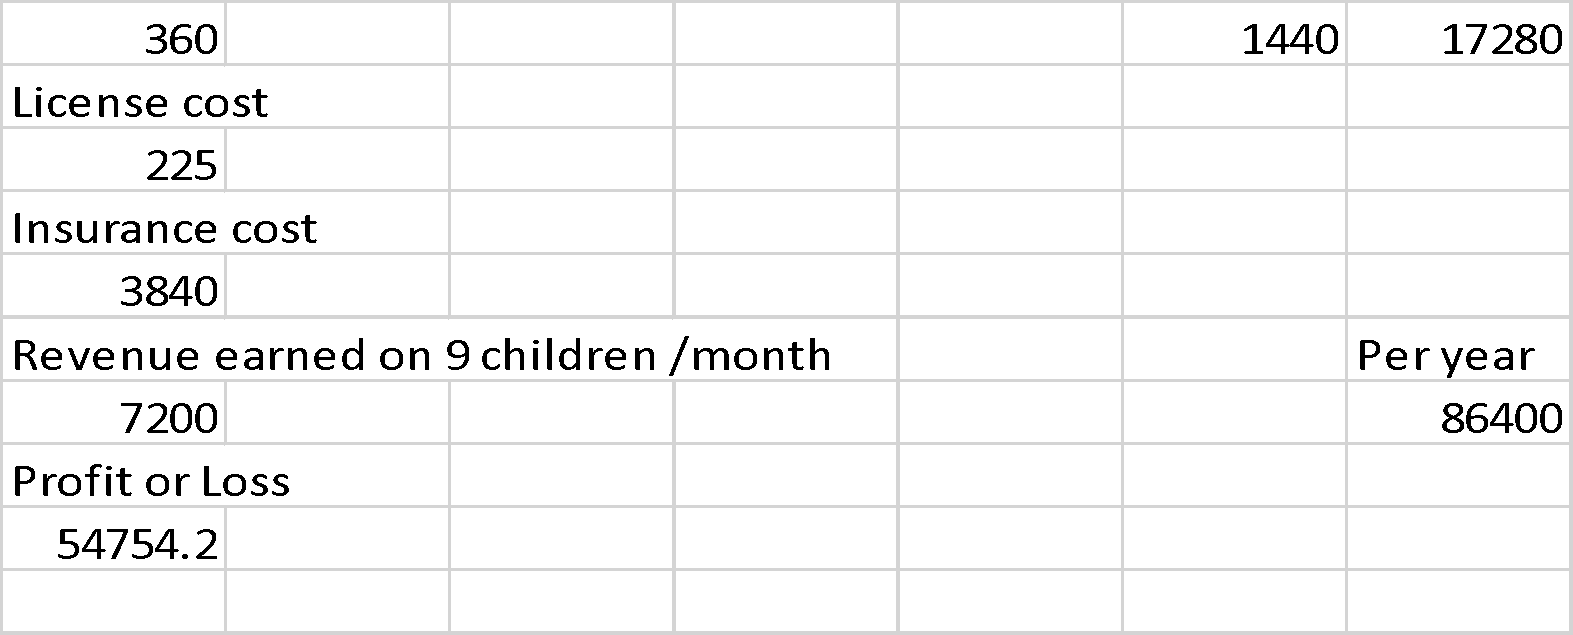 360 1440 17280
License cost
225
Insurance cost
3840
Revenue earned on 9 children /month Per year
7200 86400
Profit or Loss
54754.2